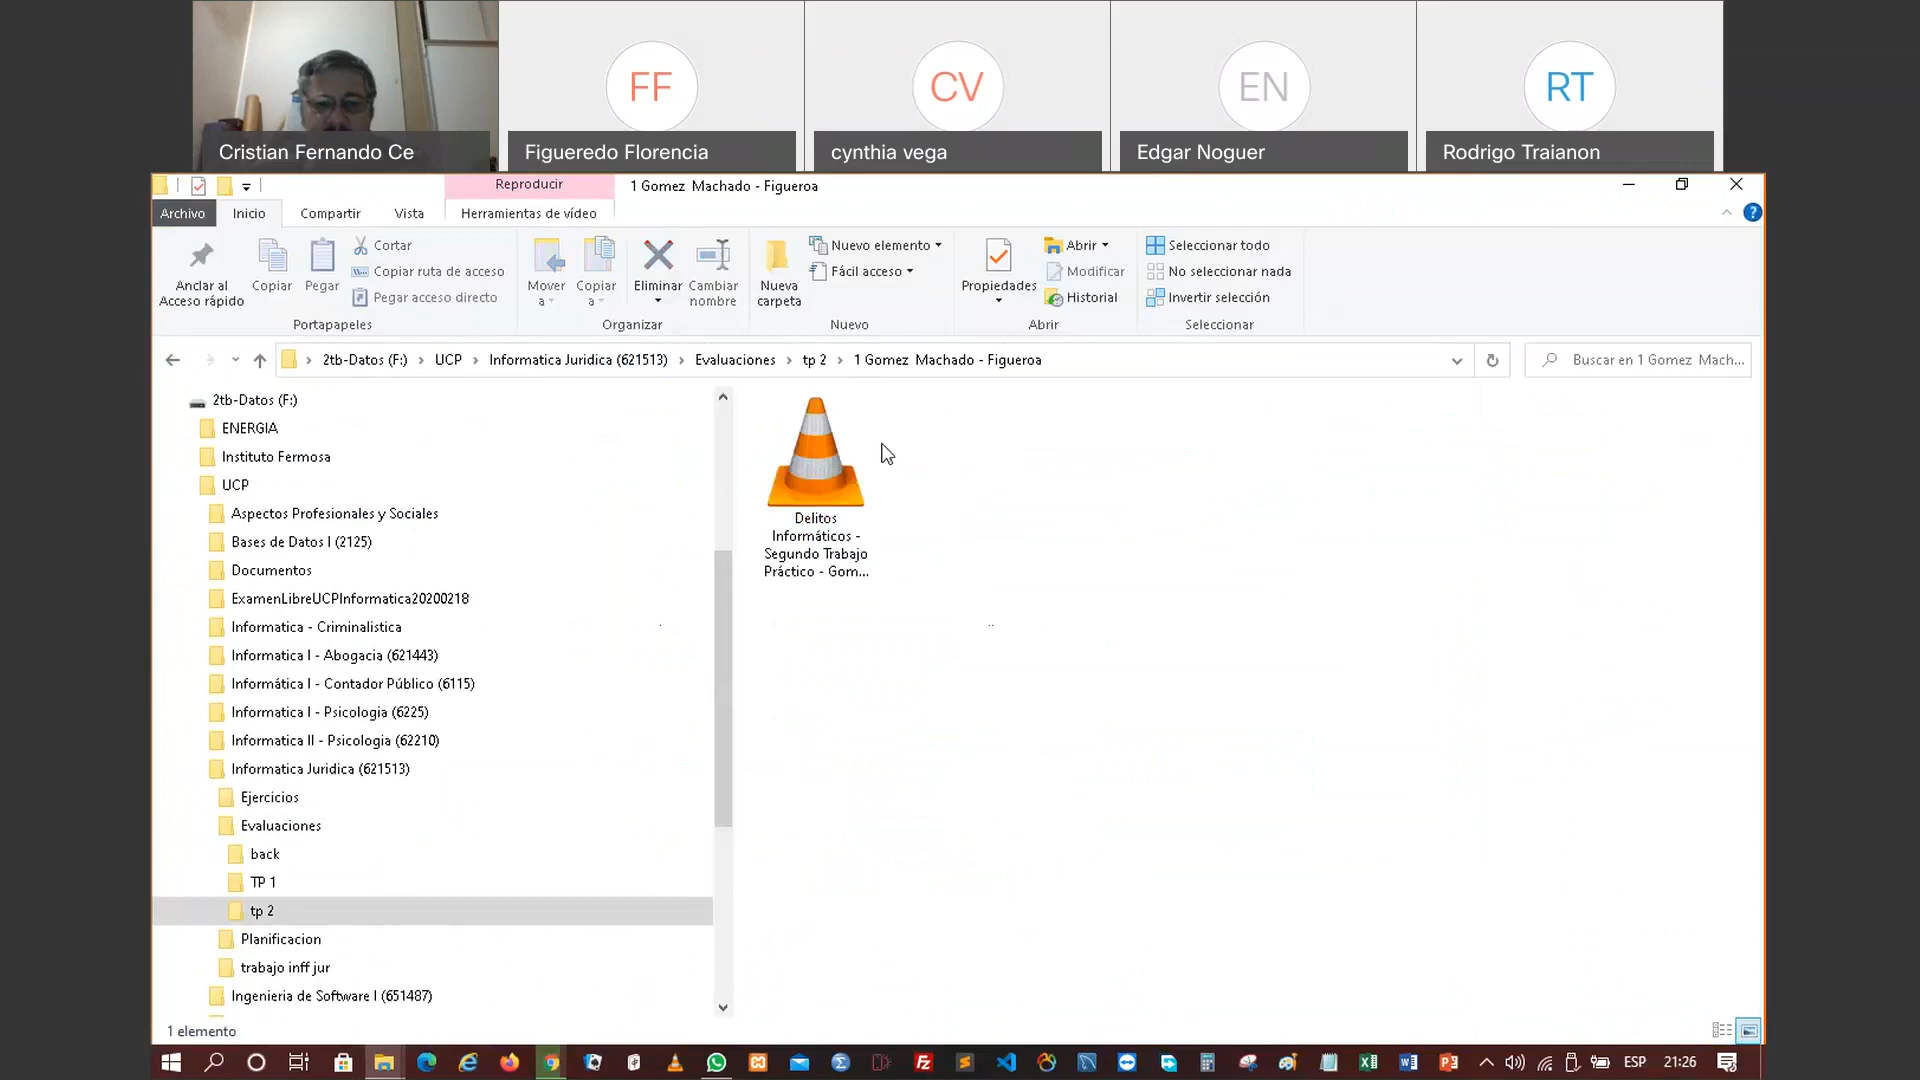 FF
CV
EN
RT
Cristian Fernando Ce
Figueredo Florencia
cynthia vega
Edgar Noguer
Rodrigo Traianon
Reproducir
1 Gomez Machado - Figueroa
Archivo
Inicio
Compartir
Vista
Herramientas de vídeo
Anclar al
Acceso rápido
Copiar
Pegar
Cortar
Copiar ruta de acceso
Pegar acceso directo
Portapapeles
Mover
a
Copiar
a
Eliminar
Cambiar
nombre
Organizar
Nueva
carpeta
Nuevo elemento
Fácil acceso
Nuevo
Propiedades
Abrir
Modificar
Historial
Abrir
Seleccionar todo
No seleccionar nada
Invertir selección
Seleccionar
2tb-Datos (F:) › UCP › Informatica Juridica (621513) › Evaluaciones › tp 2 › 1 Gomez Machado - Figueroa
Buscar en 1 Gomez Mach...
2tb-Datos (F:)
ENERGIA
Instituto Fermosa
UCP
Aspectos Profesionales y Sociales
Bases de Datos I (2125)
Documentos
ExamenLibreUCPInformatica20200218
Informatica - Criminalistica
Informatica I - Abogacia (621443)
Informática I - Contador Público (6115)
Informatica I - Psicologia (6225)
Informatica II - Psicologia (62210)
Informatica Juridica (621513)
Ejercicios
Evaluaciones
back
TP 1
tp 2
Planificacion
trabajo inff jur
Ingenieria de Software I (651487)
Delitos
Informáticos -
Segundo Trabajo
Práctico - Gom...
1 elemento
ESP
21:26